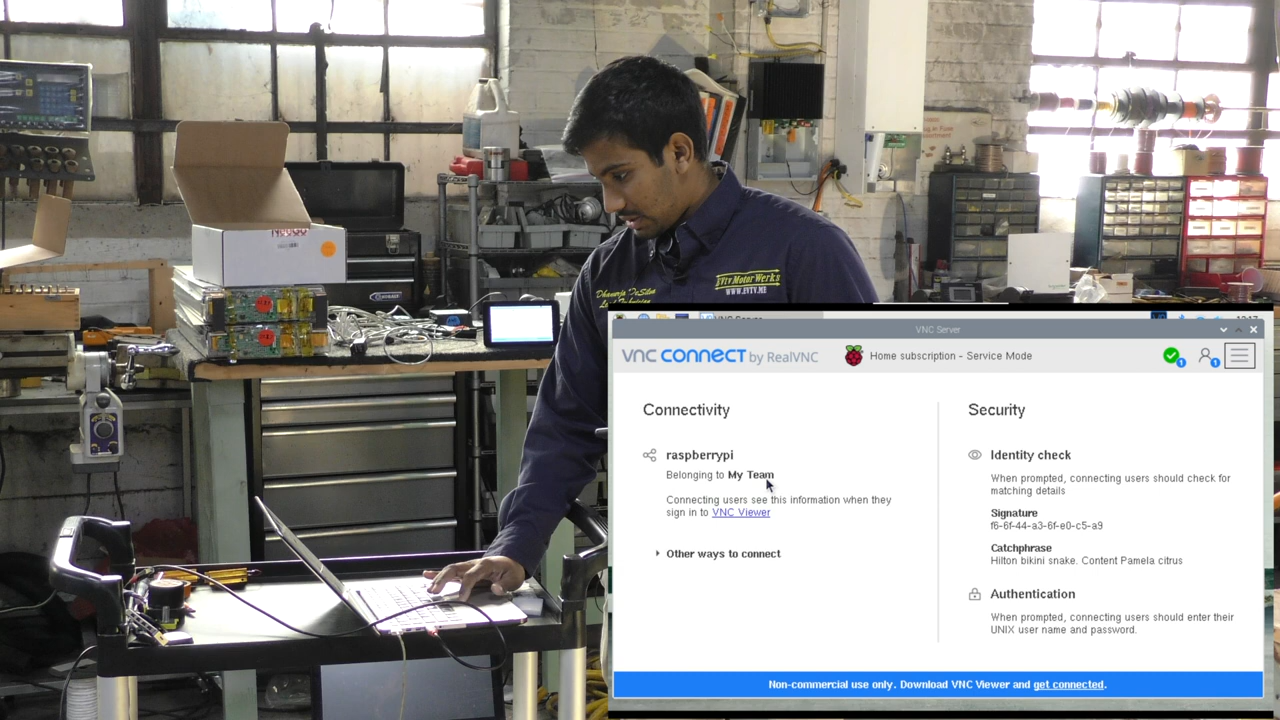 EVTV Motor Werks
WWW.EVTV.ME
VNC Server
vnc connect by RealVNC
Home subscription - Service Mode
1
1
Connectivity
raspberrypi
Belonging to My Team
Connecting users see this information when they
sign in to VNC Viewer
Other ways to connect
Security
Identity check
When prompted, connecting users should check for
matching details
Signature
f6-6f-44-a3-6f-e0-c5-a9
Catchphrase
Hilton bikini snake. Content Pamela citrus
Authentication
When prompted, connecting users should enter their
UNIX user name and password.
Non-commercial use only. Download VNC Viewer and get connected.